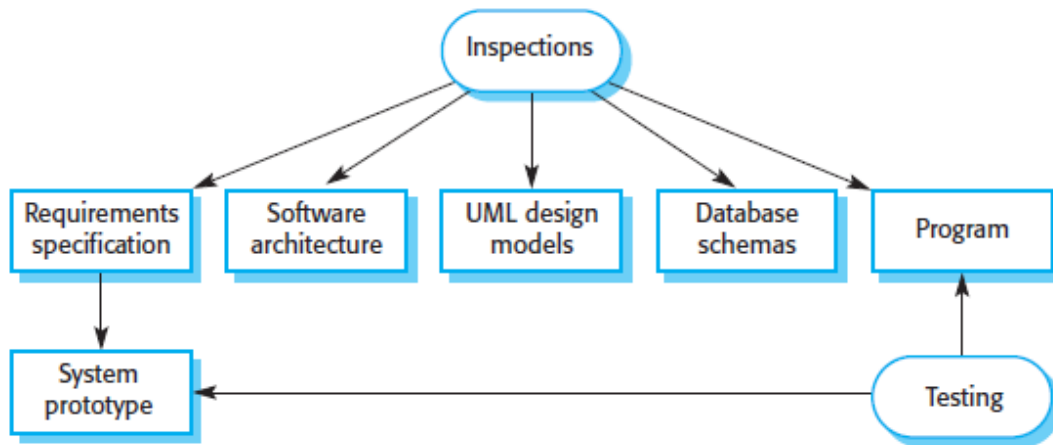 Inspections
Requirements
specification
Software
architecture
UML design
models
Database
schemas
Program
System
prototype
Testing